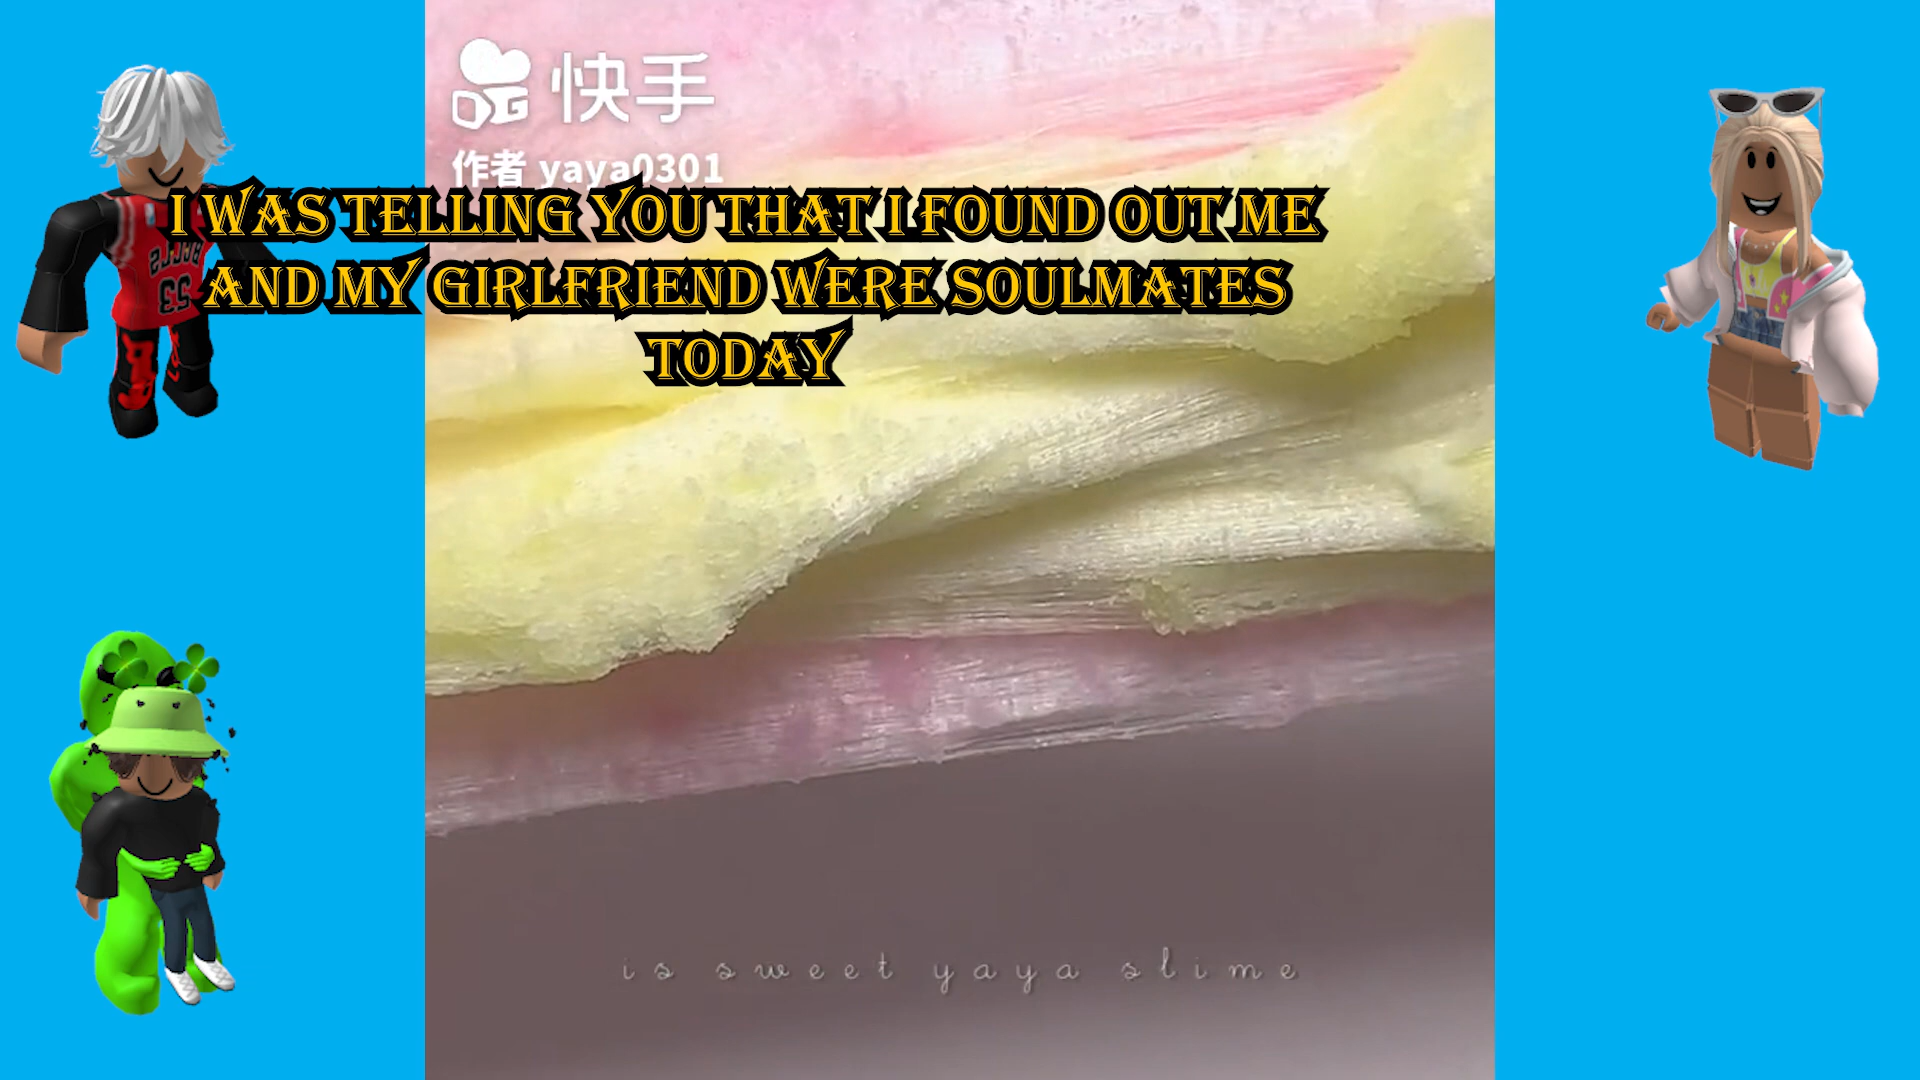 快手
作者 yaya0301
I WAS TELLING YOU THAT I FOUND OUT ME
AND MY GIRLFRIEND WERE SOULMATES
TODAY
is sweet yaya slime